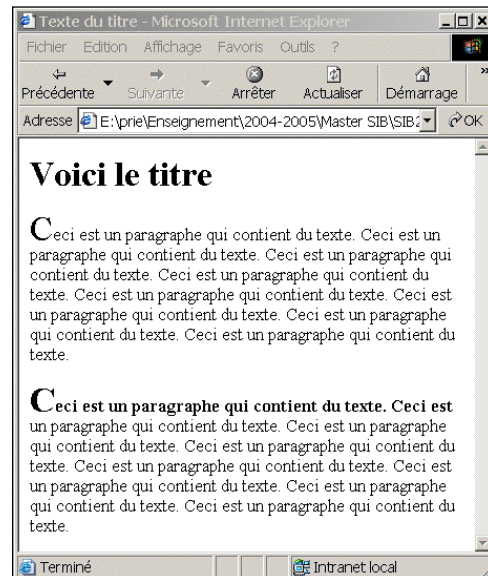 Texte du titre - Microsoft Internet Explorer
Fichier Edition Affichage Favoris Outils ?
Précédente Suivante Arrêter Actualiser Démarrage »
Adresse E:\prie\Enseignement\2004-2005\Master SIB\SIB2 OK
Voici le titre
Ceci est un paragraphe qui contient du texte. Ceci est un
paragraphe qui contient du texte. Ceci est un paragraphe qui
contient du texte. Ceci est un paragraphe qui contient du
texte. Ceci est un paragraphe qui contient du texte. Ceci est
un paragraphe qui contient du texte. Ceci est un paragraphe
qui contient du texte. Ceci est un paragraphe qui contient du
texte.
Ceci est un paragraphe qui contient du texte. Ceci est
un paragraphe qui contient du texte. Ceci est un paragraphe
qui contient du texte. Ceci est un paragraphe qui contient du
texte. Ceci est un paragraphe qui contient du texte. Ceci est
un paragraphe qui contient du texte. Ceci est un paragraphe
qui contient du texte. Ceci est un paragraphe qui contient du
texte.
Terminé Intranet local